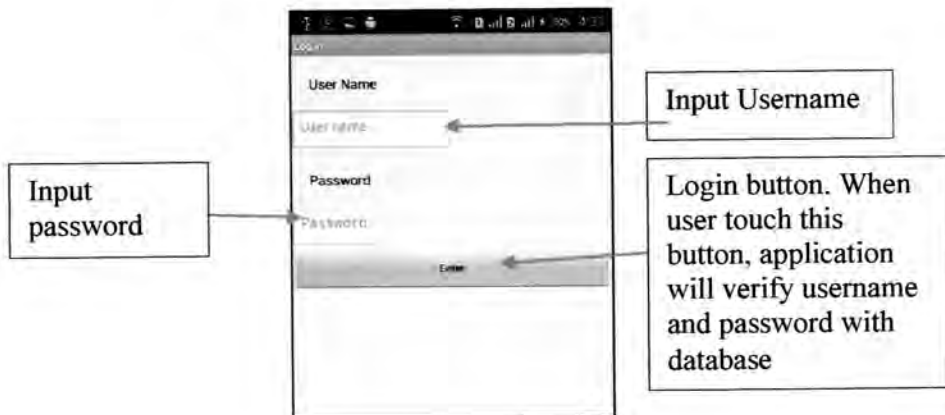 Login
User Name
User name
Input Username
Input
password
Password
Password
Login button. When
user touch this
button, application
will verify username
and password with
database
Enter